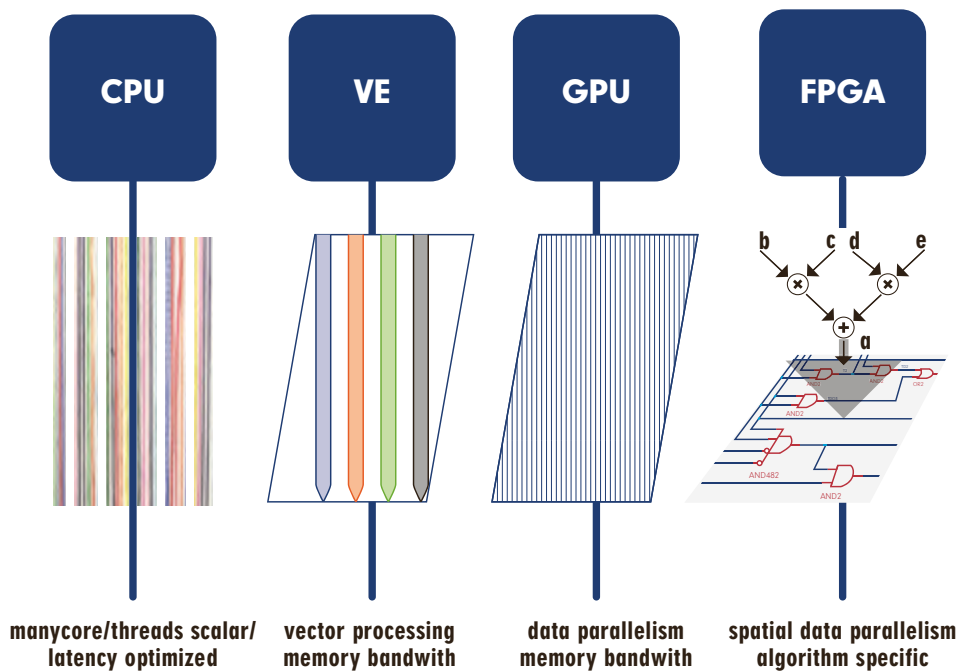 CPU
VE
GPU
FPGA
b
c
d
e
×
×
+
a
AND2
AND2
OR2
AND2
AND482
AND2
manycore/threads scalar/
latency optimized
vector processing
memory bandwith
data parallelism
memory bandwith
spatial data parallelism
algorithm specific